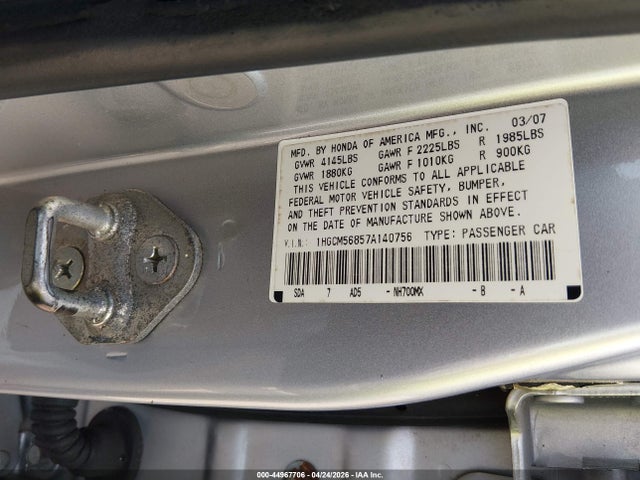 MFD. BY HONDA OF AMERICA MFG., INC. 03/07
GVWR 4145LBS GAWR F 2225LBS R 1985LBS
GVWR 1880KG GAWR F 1010KG R 900KG
THIS VEHICLE CONFORMS TO ALL APPLICABLE
FEDERAL MOTOR VEHICLE SAFETY, BUMPER,
AND THEFT PREVENTION STANDARDS IN EFFECT
ON THE DATE OF MANUFACTURE SHOWN ABOVE.
V.I.N.: 1HGCM56857A140756 TYPE: PASSENGER CAR
SDA 7 AD5 -NH700MX -B -A
000-44967706 - 04/24/2026 - IAA Inc.